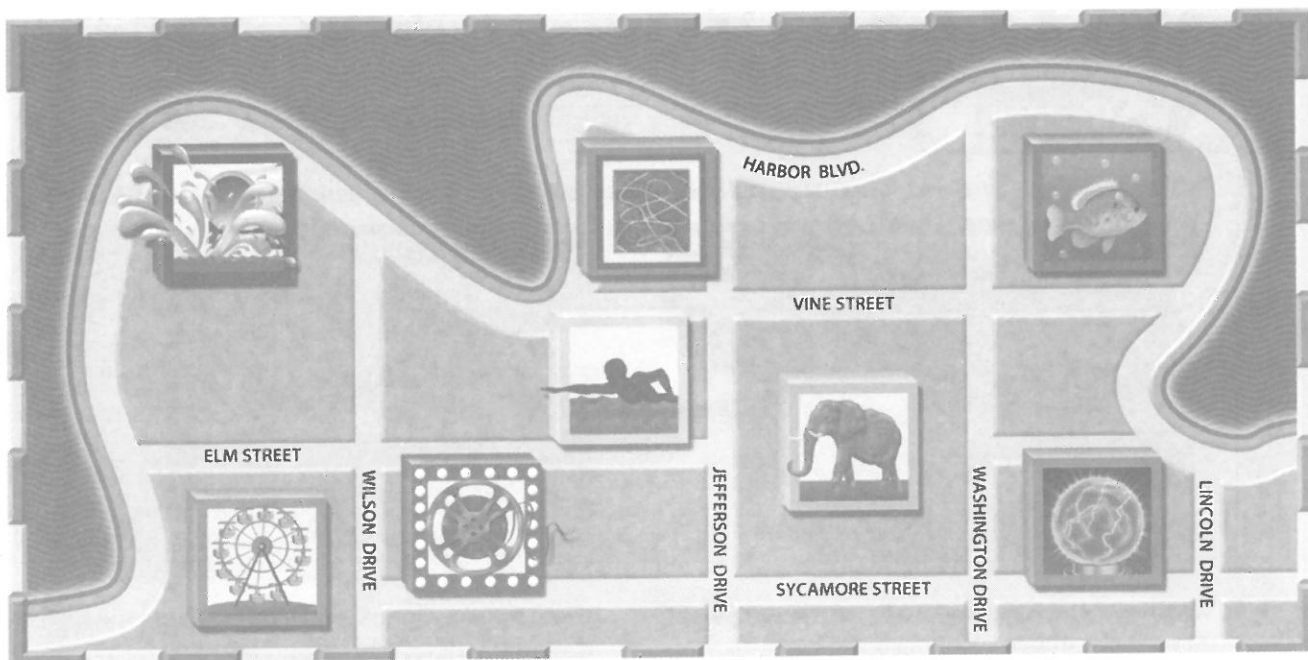 HARBOR BLVD.
VINE STREET
ELM STREET
WILSON DRIVE
JEFFERSON DRIVE
WASHINGTON DRIVE
LINCOLN DRIVE
SYCAMORE STREET